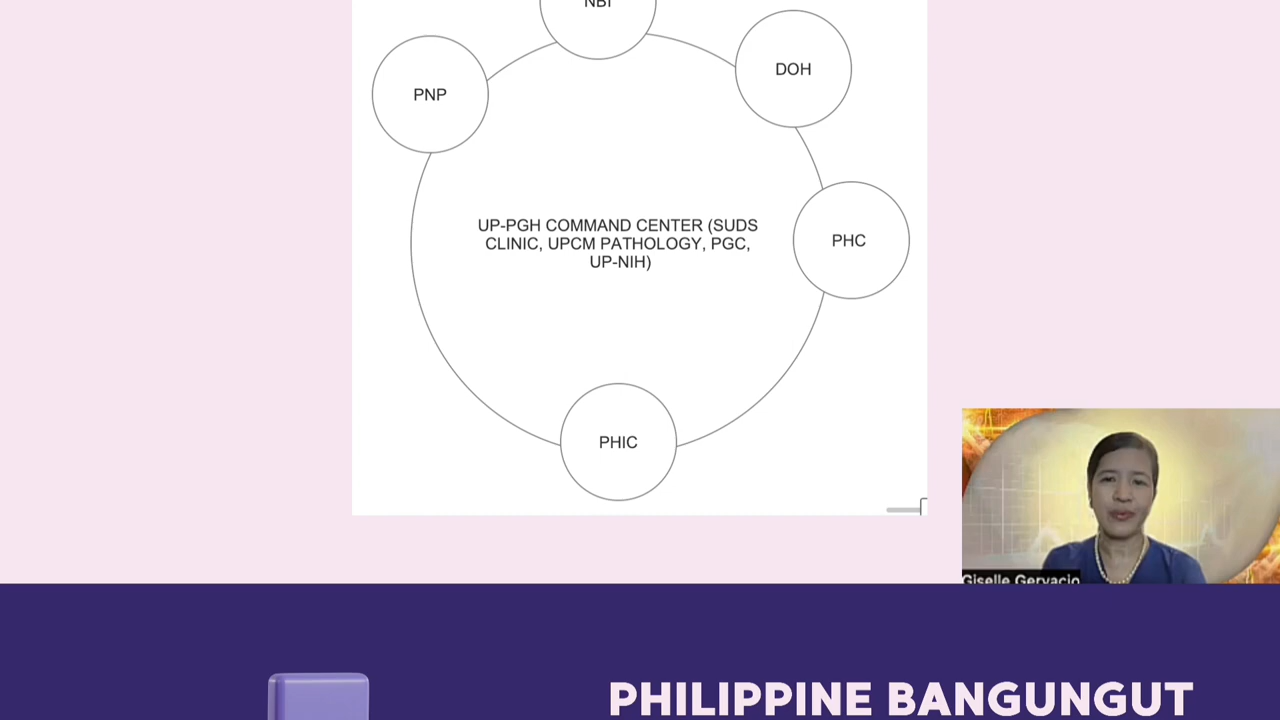 NBI
DOH
PNP
UP-PGH COMMAND CENTER (SUDS
CLINIC, UPCM PATHOLOGY, PGC,
UP-NIH)
PHC
PHIC
Giselle Gervacio
PHILIPPINE BANGUNGUT